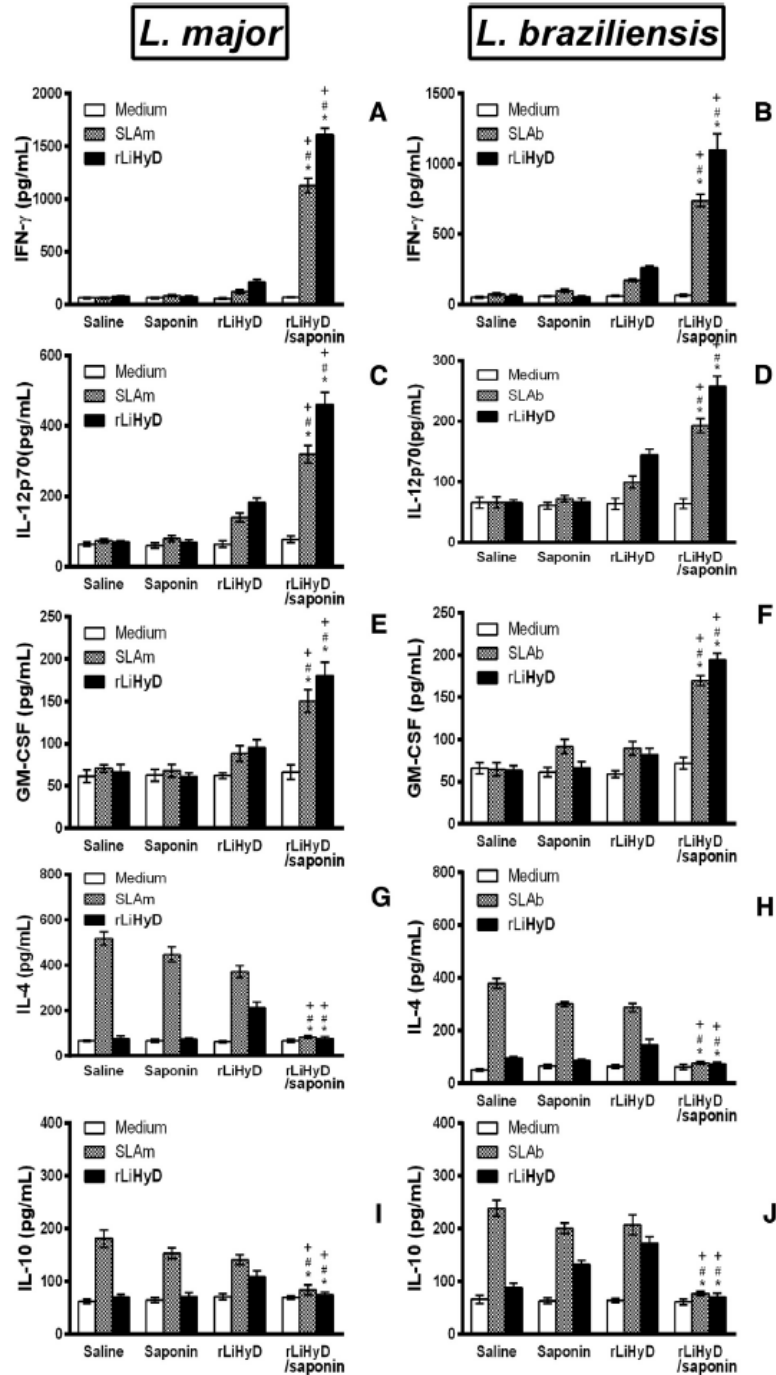 L. major
L. braziliensis
IFN-γ (pg/mL)
2000
1500
1000
500
0
Medium
SLAm
rLiHyD
+
#
*
+
#
*
A
Saline
Saponin
rLiHyD
rLiHyD
/saponin
IFN-γ (pg/mL)
1500
1000
500
0
Medium
SLAb
rLiHyD
+
#
*
+
#
*
B
Saline
Saponin
rLiHyD
rLiHyD
/saponin
IL-12p70(pg/mL)
600
400
200
0
Medium
SLAm
rLiHyD
+
#
*
+
#
*
C
Saline
Saponin
rLiHyD
rLiHyD
/saponin
IL-12p70(pg/mL)
300
200
100
0
Medium
SLAb
rLiHyD
+
#
*
+
#
*
D
Saline
Saponin
rLiHyD
rLiHyD
/saponin
GM-CSF (pg/mL)
250
200
150
100
50
0
Medium
SLAm
rLiHyD
+
#
*
+
#
*
E
Saline
Saponin
rLiHyD
rLiHyD
/saponin
GM-CSF (pg/mL)
250
200
150
100
50
0
Medium
SLAb
rLiHyD
+
#
*
+
#
*
F
Saline
Saponin
rLiHyD
rLiHyD
/saponin
IL-4 (pg/mL)
800
600
400
200
0
Medium
SLAm
rLiHyD
+
#
*
+
#
*
G
Saline
Saponin
rLiHyD
rLiHyD
/saponin
IL-4 (pg/mL)
800
600
400
200
0
Medium
SLAb
rLiHyD
+
#
*
+
#
*
H
Saline
Saponin
rLiHyD
rLiHyD
/saponin
IL-10 (pg/mL)
400
300
200
100
0
Medium
SLAm
rLiHyD
+
#
*
+
#
*
I
Saline
Saponin
rLiHyD
rLiHyD
/saponin
IL-10 (pg/mL)
400
300
200
100
0
Medium
SLAb
rLiHyD
+
#
*
+
#
*
J
Saline
Saponin
rLiHyD
rLiHyD
/saponin